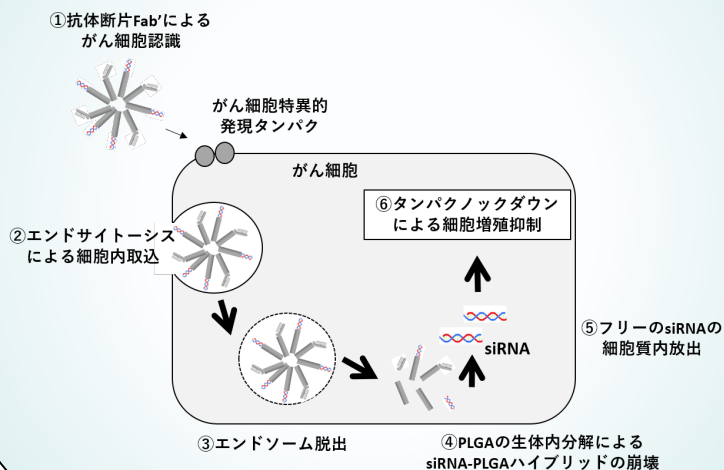 ①抗体断片Fab’による
がん細胞認識
がん細胞特異的
発現タンパク
がん細胞
②エンドサイトーシス
による細胞内取込
③エンドソーム脱出
④PLGAの生体内分解による
siRNA-PLGAハイブリッドの崩壊
siRNA
⑤フリーのsiRNAの
細胞質内放出
⑥タンパクノックダウン
による細胞増殖抑制